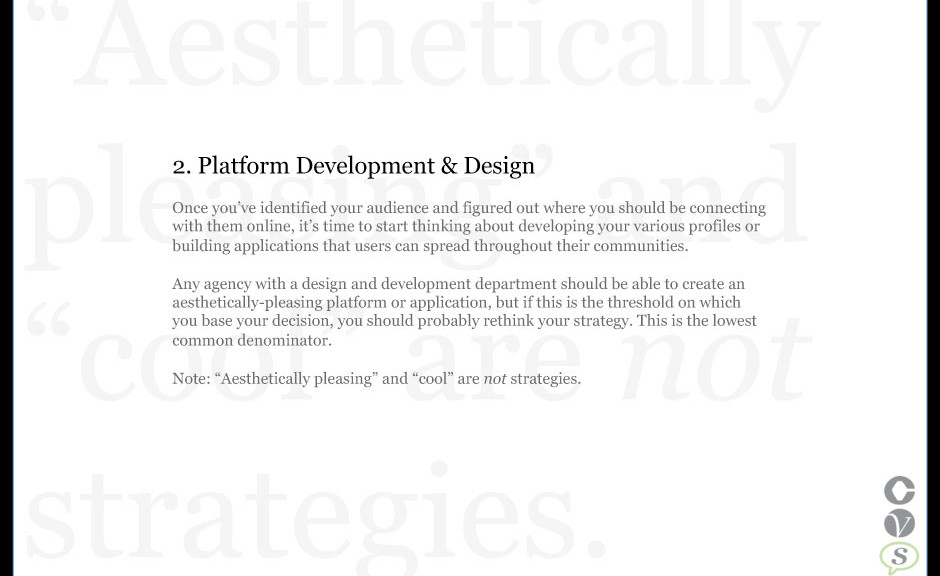 “Aesthetically
pleasing” and
“cool” are not
strategies.
2. Platform Development & Design
Once you’ve identified your audience and figured out where you should be connecting
with them online, it’s time to start thinking about developing your various profiles or
building applications that users can spread throughout their communities.
Any agency with a design and development department should be able to create an
aesthetically-pleasing platform or application, but if this is the threshold on which
you base your decision, you should probably rethink your strategy. This is the lowest
common denominator.
Note: “Aesthetically pleasing” and “cool” are not strategies.
C
V
S